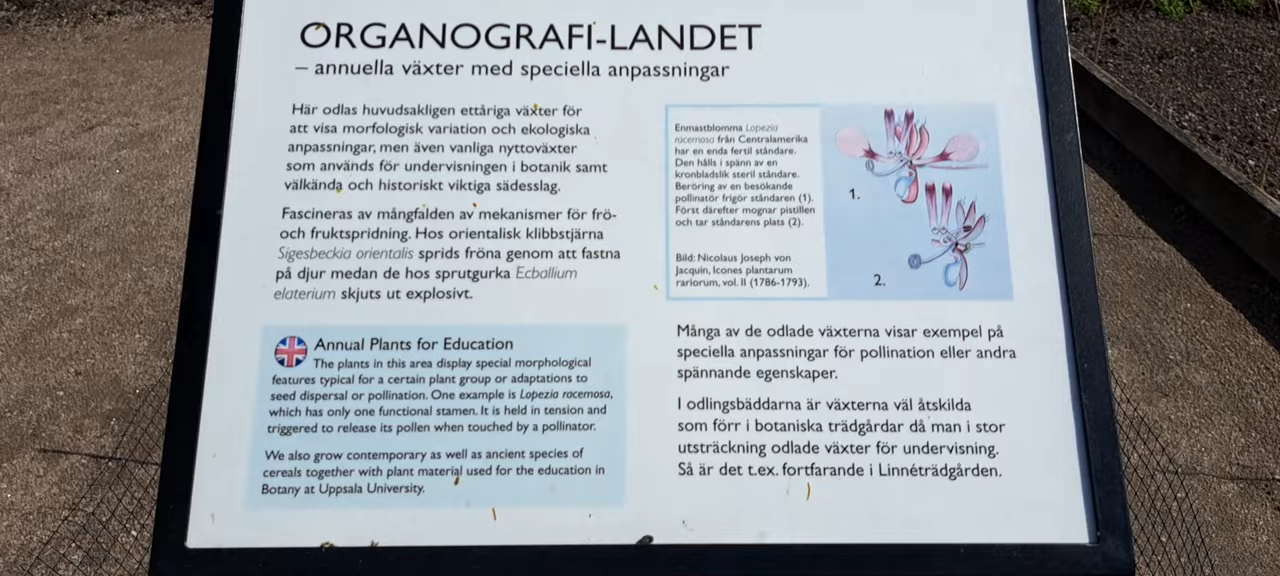 ORGANOGRAFI-LANDET
– annuella växter med speciella anpassningar
Här odlas huvudsakligen ettåriga växter för
att visa morfologisk variation och ekologiska
anpassningar, men även vanliga nyttoväxter
som används för undervisningen i botanik samt
välkända och historiskt viktiga sädesslag.
Fascineras av mångfalden av mekanismer för frö-
och fruktspridning. Hos orientalisk klibbstjärna
Sigesbeckia orientalis sprids fröna genom att fastna
på djur medan de hos sprutgurka Ecballium
elaterium skjuts ut explosivt.
Annual Plants for Education
The plants in this area display special morphological
features typical for a certain plant group or adaptations to
seed dispersal or pollination. One example is Lopezia racemosa,
which has only one functional stamen. It is held in tension and
triggered to release its pollen when touched by a pollinator.
We also grow contemporary as well as ancient species of
cereals together with plant material used for the education in
Botany at Uppsala University.
Enmastblomma Lopezia
racemosa från Centralamerika
har en enda fertil ståndare.
Den hålls i spänn av en
kronbladslik steril ståndare.
Beröring av en besökande
pollinatör frigör ståndaren (1).
Först därefter mognar pistillen
och tar ståndarens plats (2).
Bild: Nicolaus Joseph von
Jacquin, Icones plantarum
rariorum, vol. II (1786-1793).
1.
2.
Många av de odlade växterna visar exempel på
speciella anpassningar för pollination eller andra
spännande egenskaper.
I odlingsbäddarna är växterna väl åtskilda
som förr i botaniska trädgårdar då man i stor
utsträckning odlade växter för undervisning.
Så är det t.ex. fortfarande i Linnéträdgården.